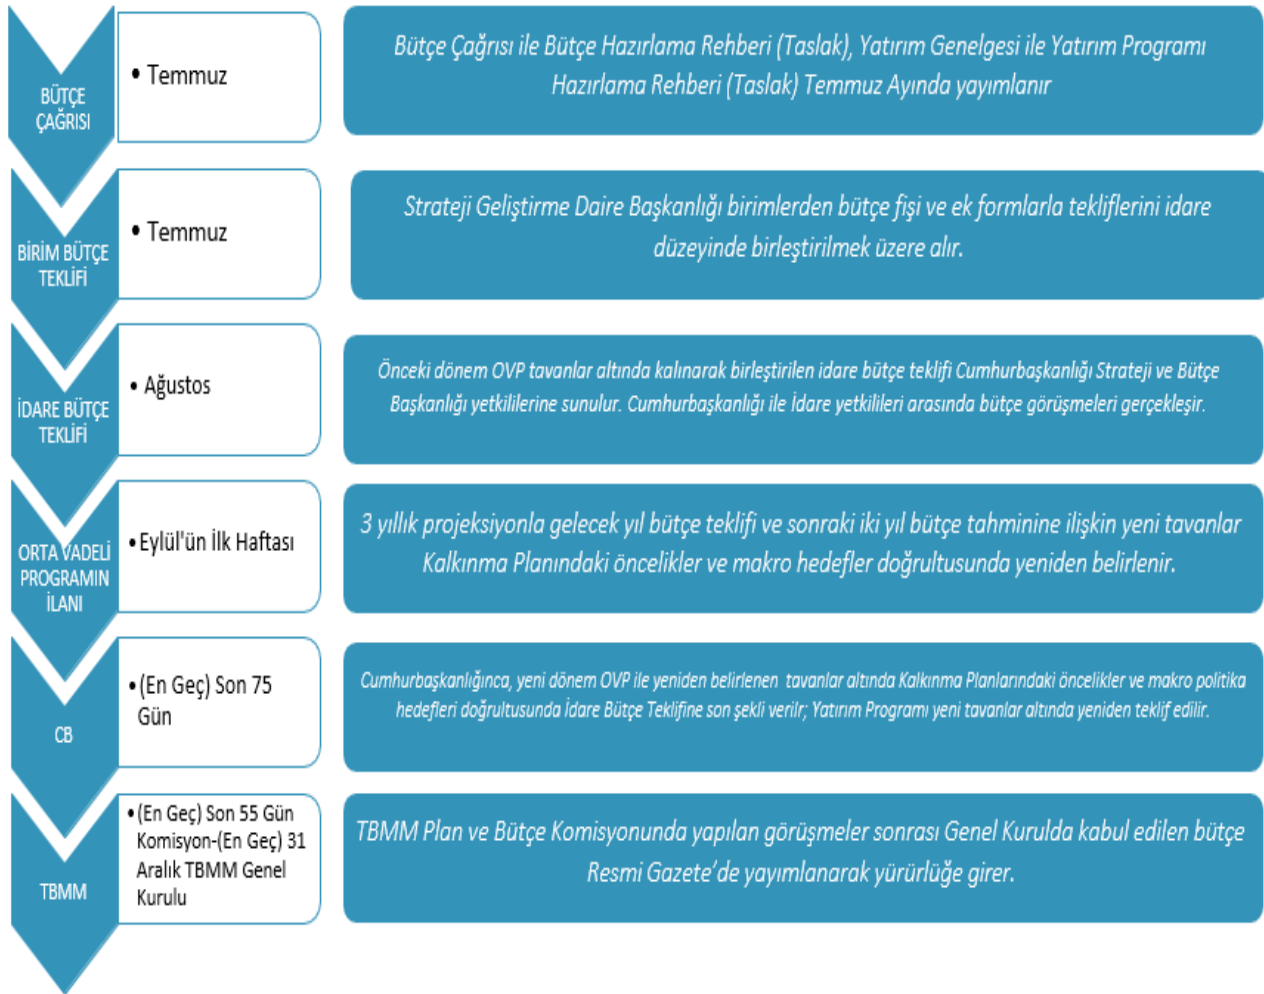 BÜTÇE
ÇAĞRISI
• Temmuz
Bütçe Çağrısı ile Bütçe Hazırlama Rehberi (Taslak), Yatırım Genelgesi ile Yatırım Programı
Hazırlama Rehberi (Taslak) Temmuz Ayında yayımlanır
BİRİM BÜTÇE
TEKLİFİ
• Temmuz
Strateji Geliştirme Daire Başkanlığı birimlerden bütçe fişi ve ek formlarla tekliflerini idare
düzeyinde birleştirilmek üzere alır.
İDARE BÜTÇE
TEKLİFİ
• Ağustos
Önceki dönem OVP tavanlar altında kalınarak birleştirilen idare bütçe teklifi Cumhurbaşkanlığı Strateji ve Bütçe
Başkanlığı yetkililerine sunulur. Cumhurbaşkanlığı ile İdare yetkilileri arasında bütçe görüşmeleri gerçekleşir.
ORTA VADELİ
PROGRAMIN
İLANI
• Eylül'ün İlk Haftası
3 yıllık projeksiyonla gelecek yıl bütçe teklifi ve sonraki iki yıl bütçe tahminine ilişkin yeni tavanlar
Kalkınma Planındaki öncelikler ve makro hedefler doğrultusunda yeniden belirlenir.
CB
• (En Geç) Son 75
Gün
Cumhurbaşkanlığınca, yeni dönem OVP ile yeniden belirlenen tavanlar altında Kalkınma Planlarındaki öncelikler ve makro politika
hedefleri doğrultusunda İdare Bütçe Teklifine son şekli verilr; Yatırım Programı yeni tavanlar altında yeniden teklif edilir.
TBMM
• (En Geç) Son 55 Gün
Komisyon-(En Geç) 31
Aralık TBMM Genel
Kurulu
TBMM Plan ve Bütçe Komisyonunda yapılan görüşmeler sonrası Genel Kurulda kabul edilen bütçe
Resmi Gazete’de yayımlanarak yürürlüğe girer.